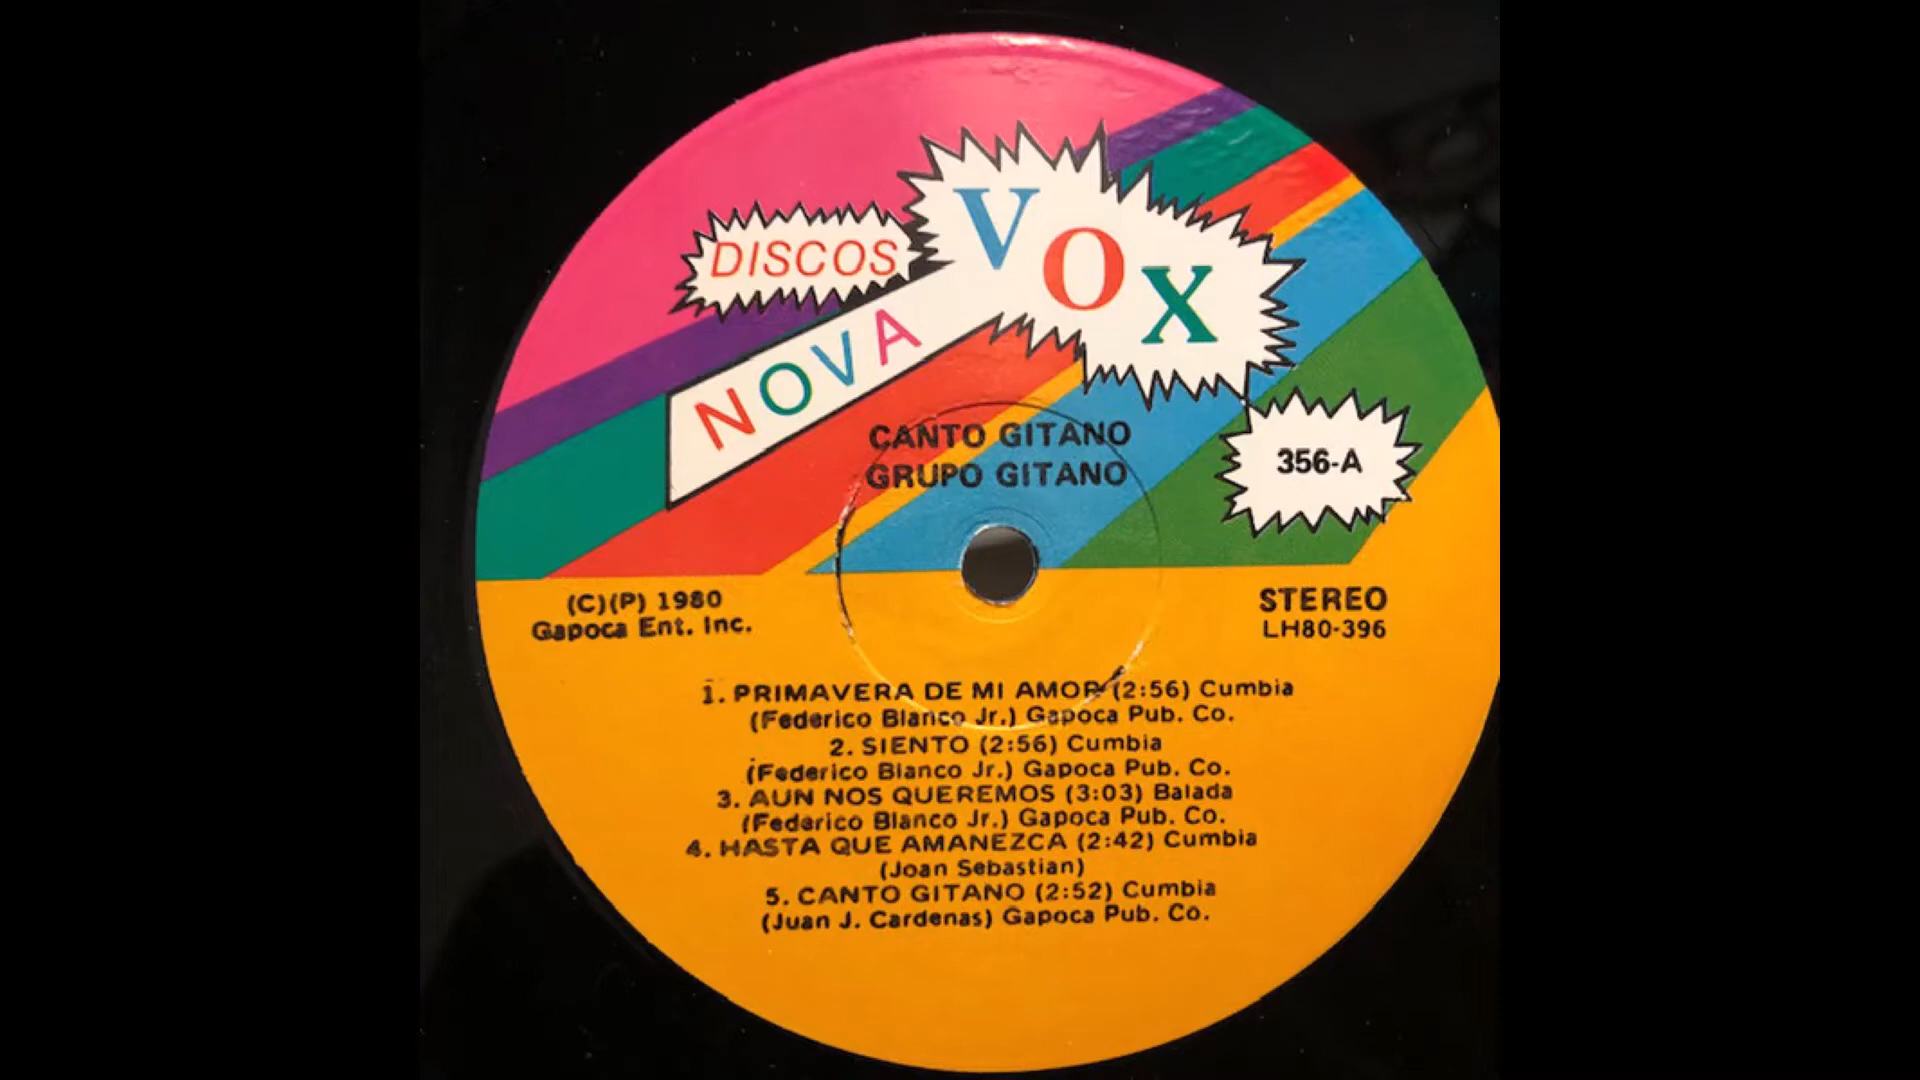 DISCOS
NOVA
VOX
CANTO GITANO
GRUPO GITANO
356-A
(C)(P) 1980
Gapoca Ent. Inc.
STEREO
LH80-396
1. PRIMAVERA DE MI AMOR (2:56) Cumbia
(Federico Blanco Jr.) Gapoca Pub. Co.
2. SIENTO (2:56) Cumbia
(Federico Blanco Jr.) Gapoca Pub. Co.
3. AUN NOS QUEREMOS (3:03) Balada
(Federico Blanco Jr.) Gapoca Pub. Co.
4. HASTA QUE AMANEZCA (2:42) Cumbia
(Joan Sebastian)
5. CANTO GITANO (2:52) Cumbia
(Juan J. Cardenas) Gapoca Pub. Co.